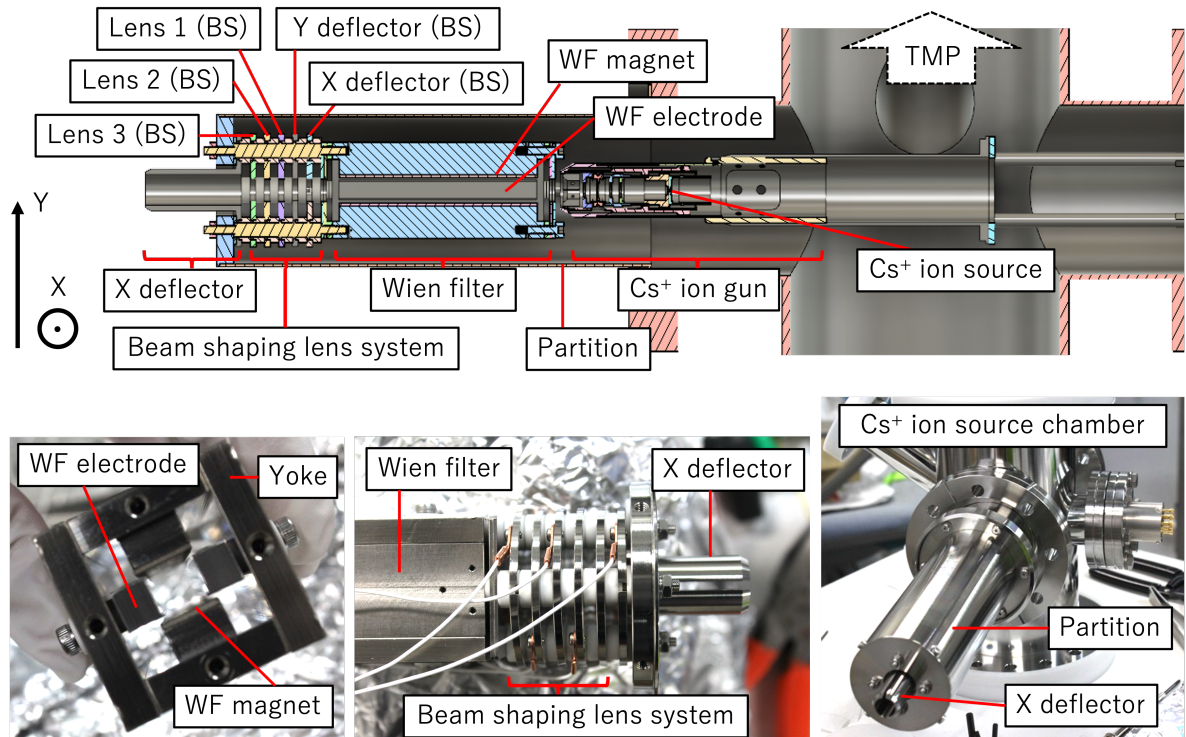 Lens 1 (BS)
Y deflector (BS)
TMP
WF magnet
Lens 2 (BS)
X deflector (BS)
WF electrode
Lens 3 (BS)
Y
X
Cs⁺ ion source
X deflector
Wien filter
Cs⁺ ion gun
Beam shaping lens system
Partition
WF electrode
Yoke
WF magnet
Wien filter
X deflector
Beam shaping lens system
Cs⁺ ion source chamber
Partition
X deflector